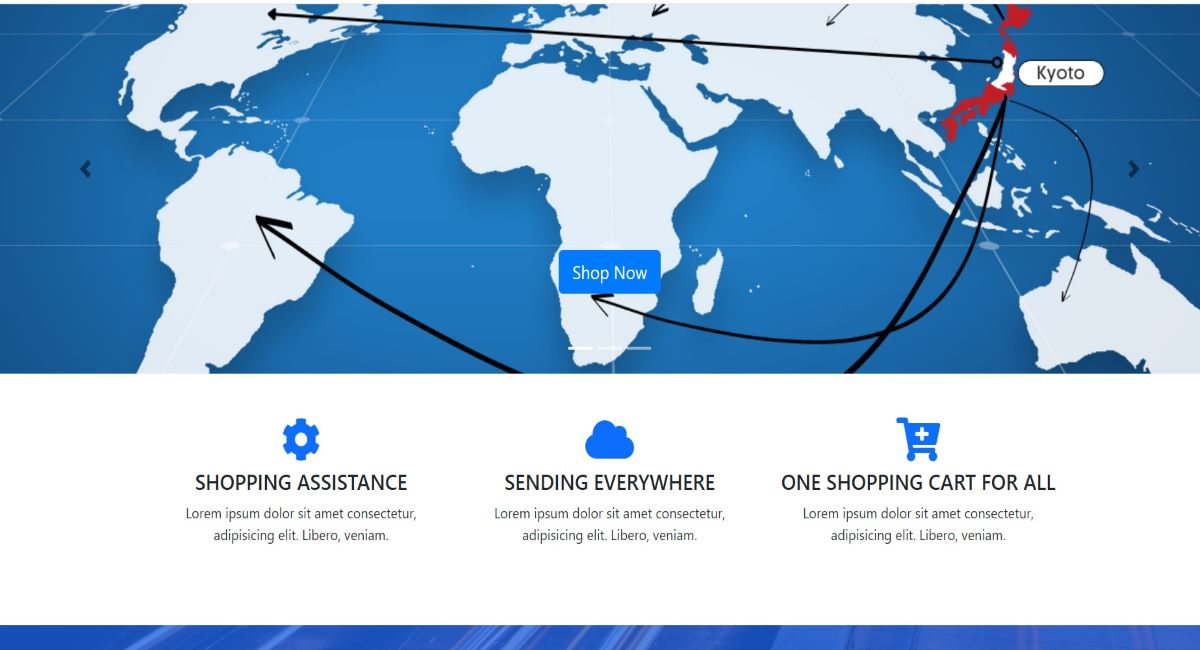 Kyoto
Shop Now
SHOPPING ASSISTANCE
Lorem ipsum dolor sit amet consectetur,
adipisicing elit. Libero, veniam.
SENDING EVERYWHERE
Lorem ipsum dolor sit amet consectetur,
adipisicing elit. Libero, veniam.
ONE SHOPPING CART FOR ALL
Lorem ipsum dolor sit amet consectetur,
adipisicing elit. Libero, veniam.